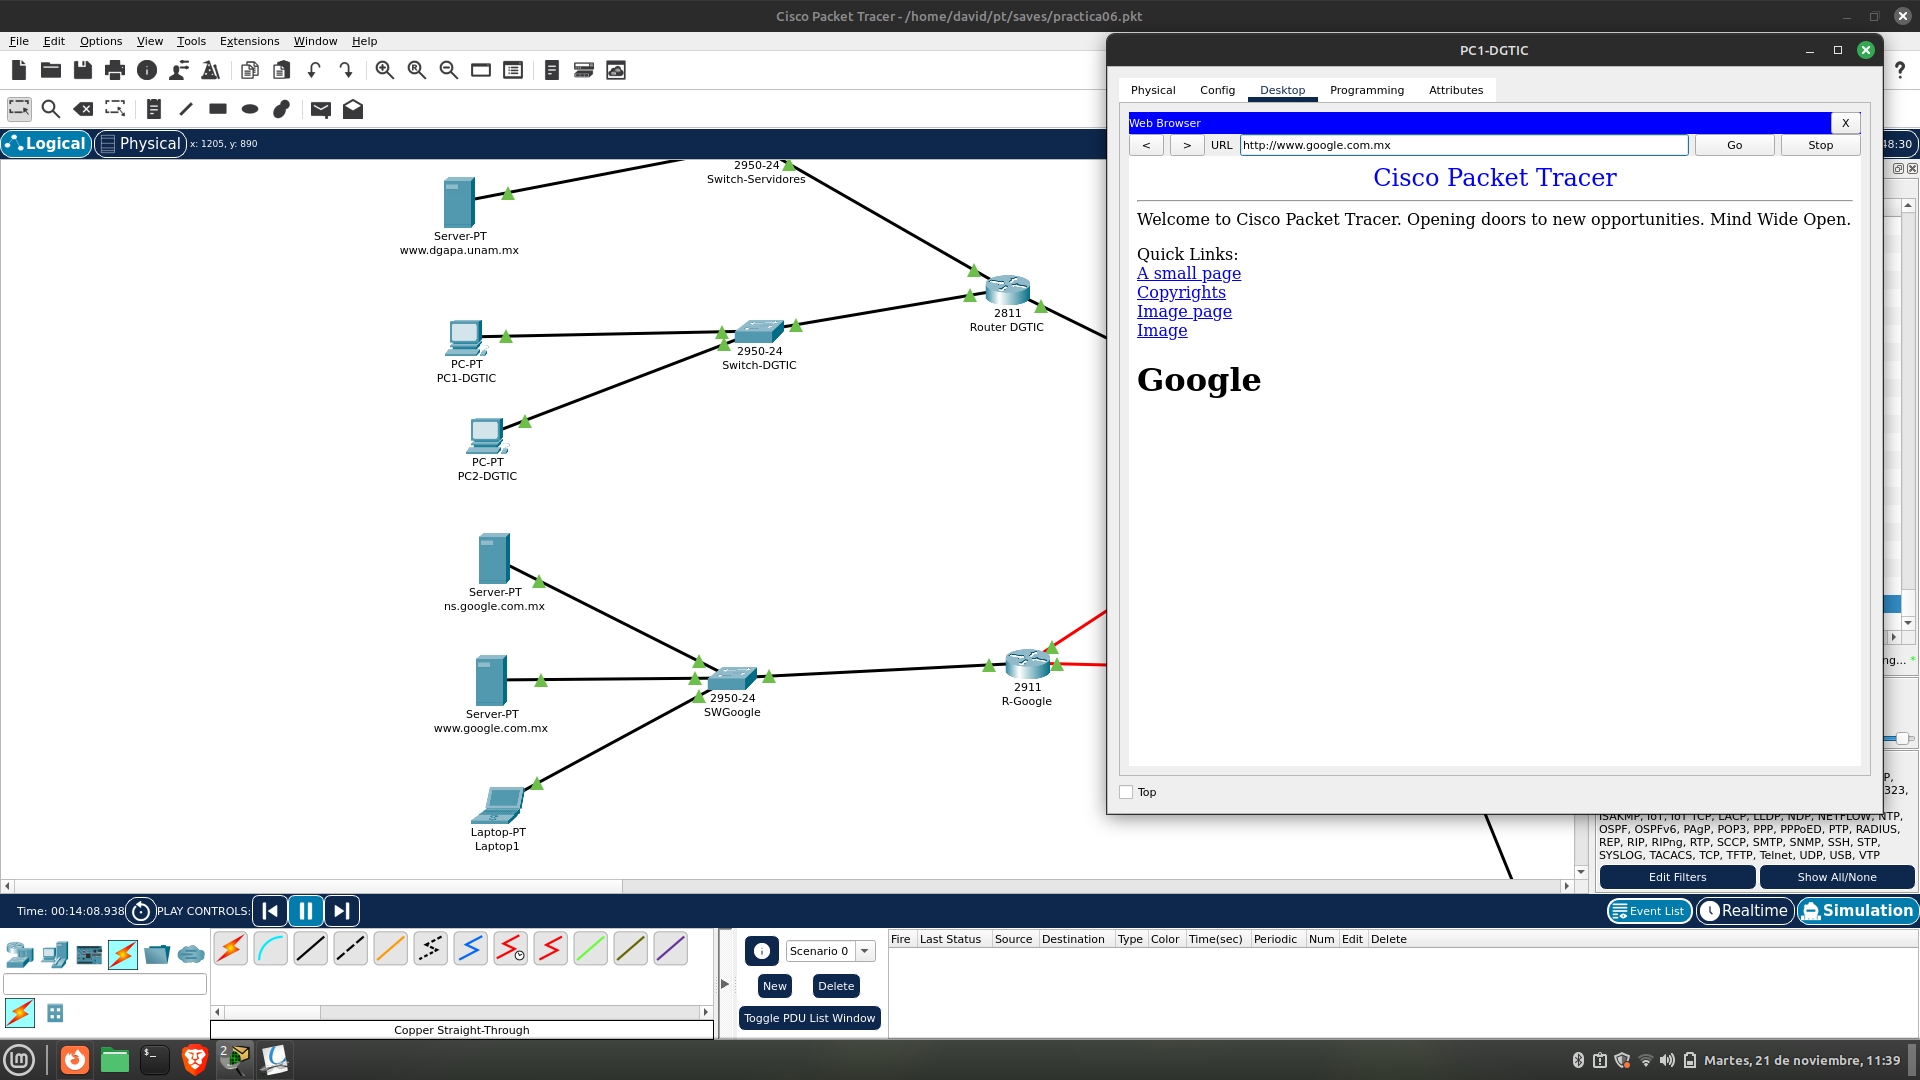 Cisco Packet Tracer - /home/david/pt/saves/practica06.pkt
File Edit Options View Tools Extensions Window Help
Logical Physical x: 1205, y: 890
48:30
2950-24
Switch-Servidores
Server-PT
www.dgapa.unam.mx
2811
Router DGTIC
PC-PT
PC1-DGTIC
2950-24
Switch-DGTIC
PC-PT
PC2-DGTIC
Server-PT
ns.google.com.mx
Server-PT
www.google.com.mx
2950-24
SWGoogle
2911
R-Google
Laptop-PT
Laptop1
PC1-DGTIC
Physical Config Desktop Programming Attributes
Web Browser X
< > URL http://www.google.com.mx Go Stop
Cisco Packet Tracer
Welcome to Cisco Packet Tracer. Opening doors to new opportunities. Mind Wide Open.
Quick Links:
A small page
Copyrights
Image page
Image
Google
Top
ng... *
P,
323,
ISAKMP, IoT, IoT TCP, LACP, LLDP, NDP, NETFLOW, NTP,
OSPF, OSPFv6, PAgP, POP3, PPP, PPPoED, PTP, RADIUS,
REP, RIP, RIPng, RTP, SCCP, SMTP, SNMP, SSH, STP,
SYSLOG, TACACS, TCP, TFTP, Telnet, UDP, USB, VTP
Edit Filters Show All/None
Time: 00:14:08.938 PLAY CONTROLS:
Event List Realtime Simulation
Scenario 0
New Delete
Toggle PDU List Window
Fire Last Status Source Destination Type Color Time(sec) Periodic Num Edit Delete
Copper Straight-Through
2
Martes, 21 de noviembre, 11:39